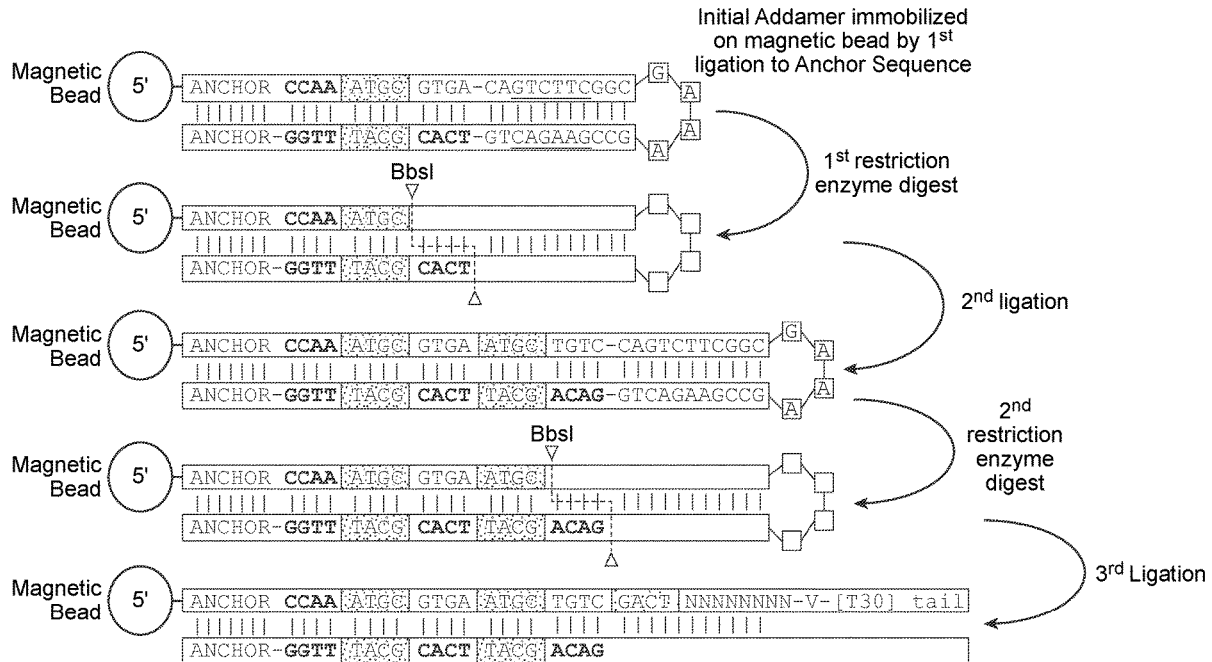 Initial Addamer immobilized
on magnetic bead by 1st
ligation to Anchor Sequence
Magnetic
Bead
5'
ANCHOR CCAA ATGC GTGA-CAGTCTTCGGC
G
A
ANCHOR-GGTT TACG CACT-GTCAGAAGCCG
A
A
1st restriction
enzyme digest
BbsI
Magnetic
Bead
5'
ANCHOR CCAA ATGC
ANCHOR-GGTT TACG CACT
2nd ligation
Magnetic
Bead
5'
ANCHOR CCAA ATGC GTGA ATGC TGTC-CAGTCTTCGGC
G
A
ANCHOR-GGTT TACG CACT TACG ACAG-GTCAGAAGCCG
A
A
2nd
restriction
enzyme
digest
BbsI
Magnetic
Bead
5'
ANCHOR CCAA ATGC GTGA ATGC
ANCHOR-GGTT TACG CACT TACG ACAG
3rd Ligation
Magnetic
Bead
5'
ANCHOR CCAA ATGC GTGA ATGC TGTC GACT NNNNNNNN-V-[T30] tail
ANCHOR-GGTT TACG CACT TACG ACAG